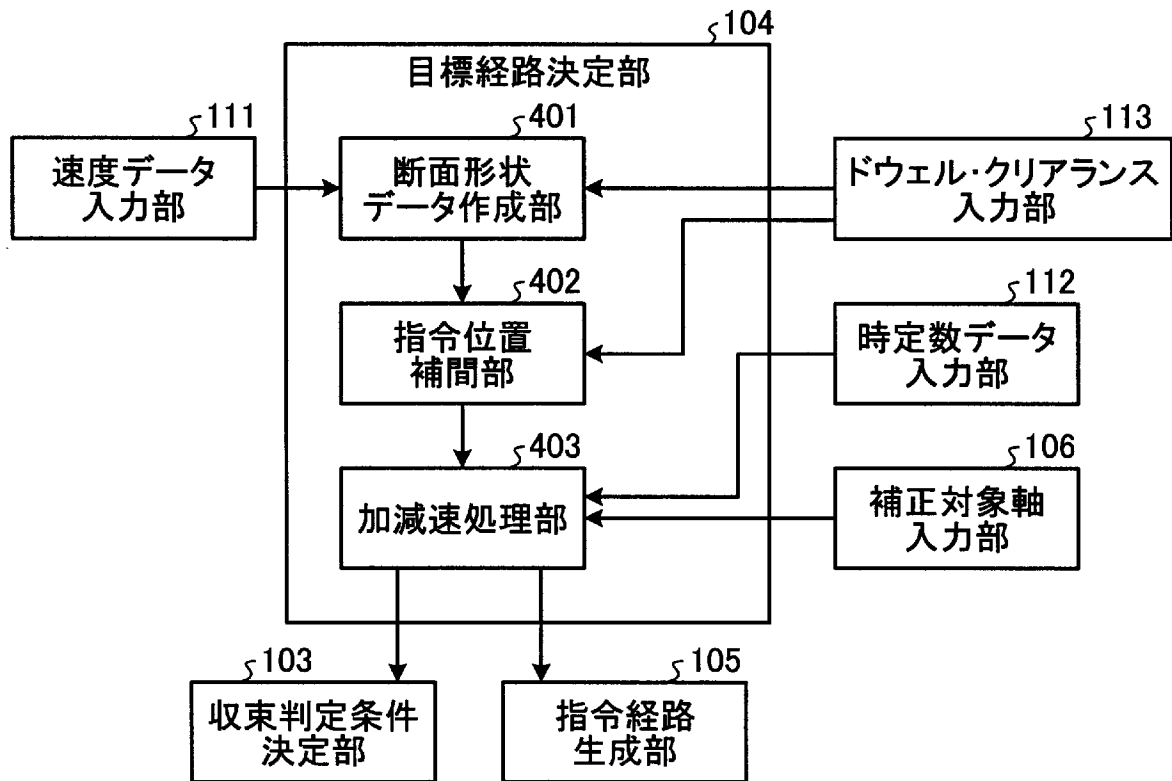 104
目標経路決定部
111
速度データ
入力部
401
断面形状
データ作成部
113
ドウェル・クリアランス
入力部
402
指令位置
補間部
112
時定数データ
入力部
403
加減速処理部
106
補正対象軸
入力部
103
収束判定条件
決定部
105
指令経路
生成部